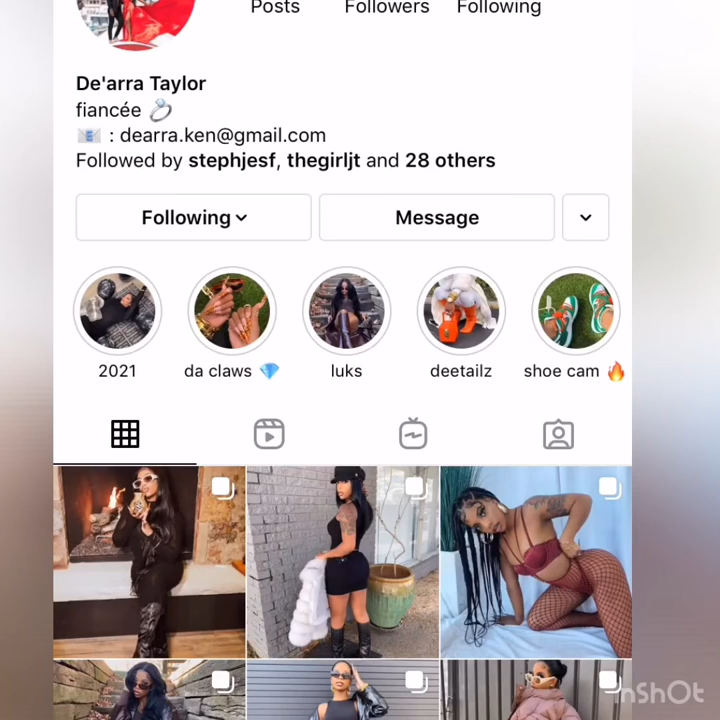 Posts Followers Following
De'arra Taylor
fiancée 💍
📧 : dearra.ken@gmail.com
Followed by stephjesf, thegirljt and 28 others
Following Message
2021 da claws 💎 luks deetailz shoe cam 🔥
InShOt